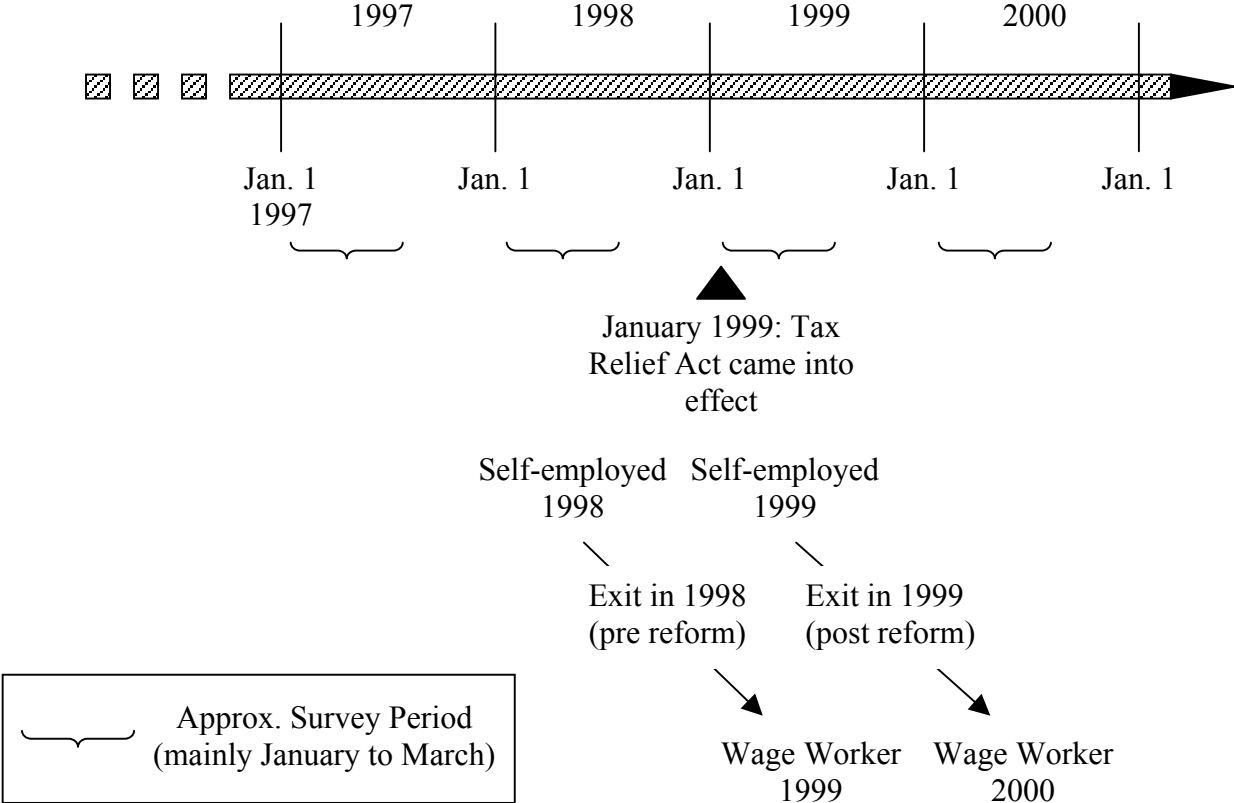 1997 1998 1999 2000
Jan. 1 Jan. 1 Jan. 1 Jan. 1 Jan. 1
1997
January 1999: Tax
Relief Act came into
effect
Self-employed Self-employed
1998 1999
Exit in 1998 Exit in 1999
(pre reform) (post reform)
Approx. Survey Period
(mainly January to March)
Wage Worker Wage Worker
1999 2000